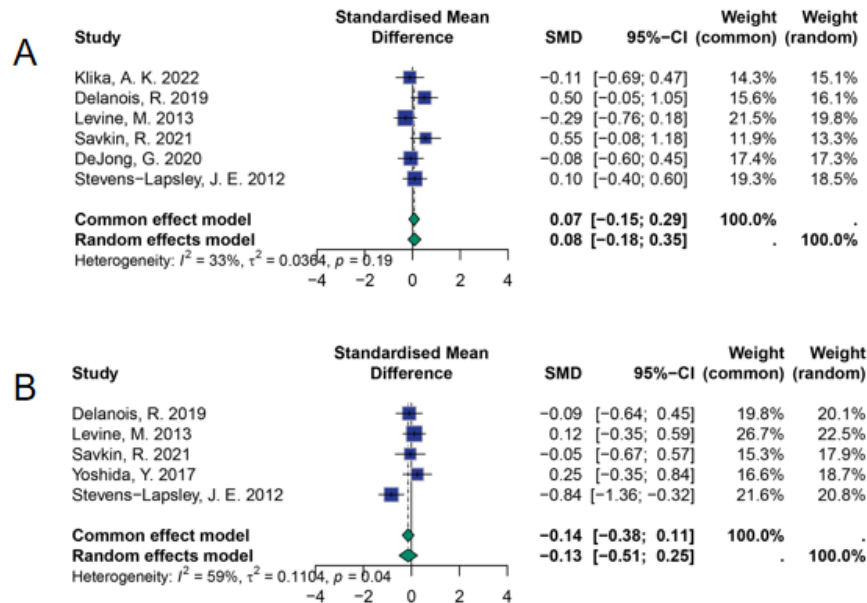 A
Standardised Mean Weight Weight
Study Difference SMD 95%−CI (common) (random)
Klika, A. K. 2022 −0.11 [−0.69; 0.47] 14.3% 15.1%
Delanois, R. 2019 0.50 [−0.05; 1.05] 15.6% 16.1%
Levine, M. 2013 −0.29 [−0.76; 0.18] 21.5% 19.8%
Savkin, R. 2021 0.55 [−0.08; 1.18] 11.9% 13.3%
DeJong, G. 2020 −0.08 [−0.60; 0.45] 17.4% 17.3%
Stevens−Lapsley, J. E. 2012 0.10 [−0.40; 0.60] 19.3% 18.5%
Common effect model 0.07 [−0.15; 0.29] 100.0% .
Random effects model 0.08 [−0.18; 0.35] . 100.0%
Heterogeneity: I² = 33%, τ² = 0.0364, p = 0.19
−4 −2 0 2 4
B
Standardised Mean Weight Weight
Study Difference SMD 95%−CI (common) (random)
Delanois, R. 2019 −0.09 [−0.64; 0.45] 19.8% 20.1%
Levine, M. 2013 0.12 [−0.35; 0.59] 26.7% 22.5%
Savkin, R. 2021 −0.05 [−0.67; 0.57] 15.3% 17.9%
Yoshida, Y. 2017 0.25 [−0.35; 0.84] 16.6% 18.7%
Stevens−Lapsley, J. E. 2012 −0.84 [−1.36; −0.32] 21.6% 20.8%
Common effect model −0.14 [−0.38; 0.11] 100.0% .
Random effects model −0.13 [−0.51; 0.25] . 100.0%
Heterogeneity: I² = 59%, τ² = 0.1104, p = 0.04
−4 −2 0 2 4